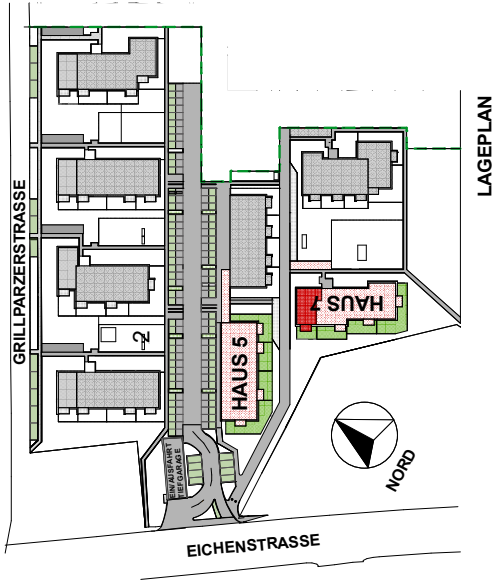 LAGEPLAN
GRILLPARZERSTRASSE
HAUS 7
2
HAUS 5
EIN/AUSFAHRT
TIEFGARAGE
NORD
EICHENSTRASSE